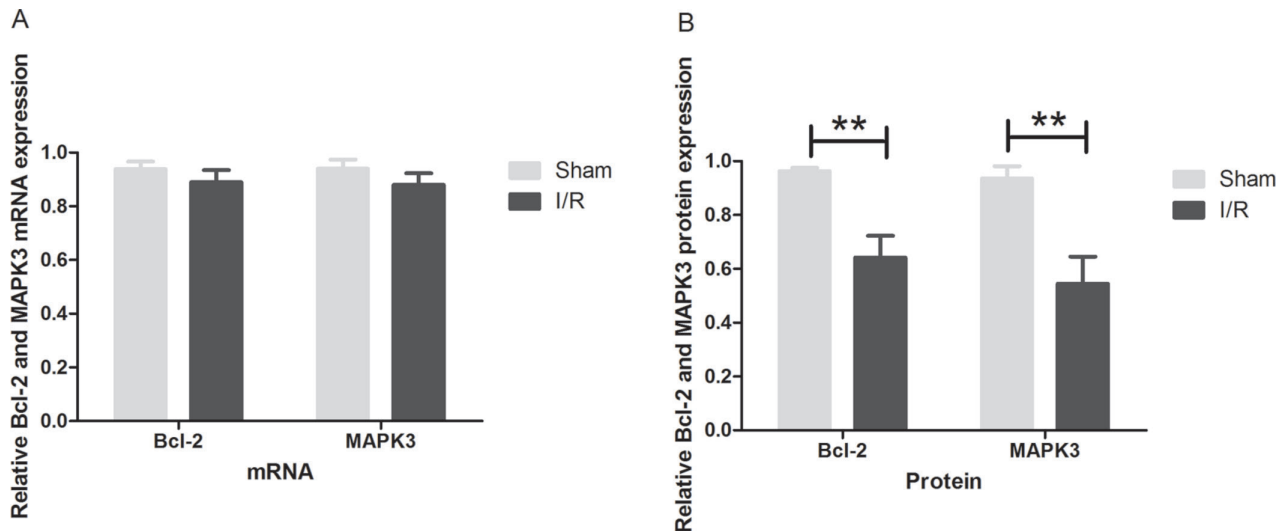 A
Relative Bcl-2 and MAPK3 mRNA expression
1.0
0.8
0.6
0.4
0.2
0.0
Bcl-2
MAPK3
mRNA
Sham
I/R
B
Relative Bcl-2 and MAPK3 protein expression
**
**
1.0
0.8
0.6
0.4
0.2
0.0
Bcl-2
MAPK3
Protein
Sham
I/R